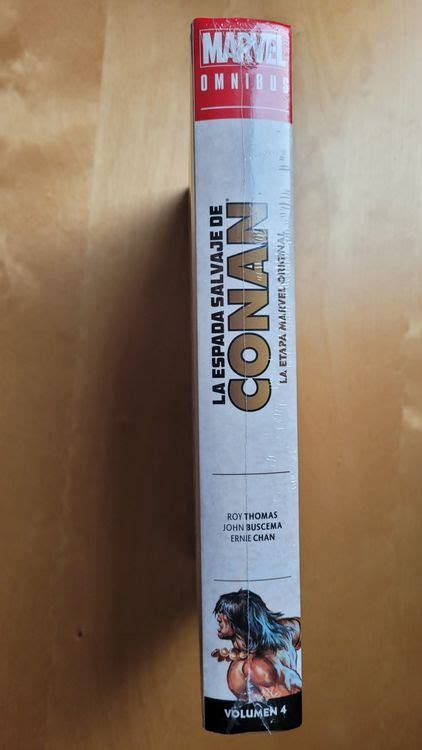 MARVEL
OMNIBUS
LA ESPADA SALVAJE DE
CONAN
LA ETAPA MARVEL ORIGINAL
ROY THOMAS
JOHN BUSCEMA
ERNIE CHAN
VOLUMEN 4